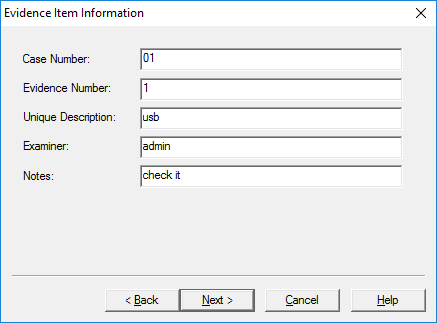 Evidence Item Information
Case Number: 01
Evidence Number: 1
Unique Description: usb
Examiner: admin
Notes: check it
< Back Next > Cancel Help